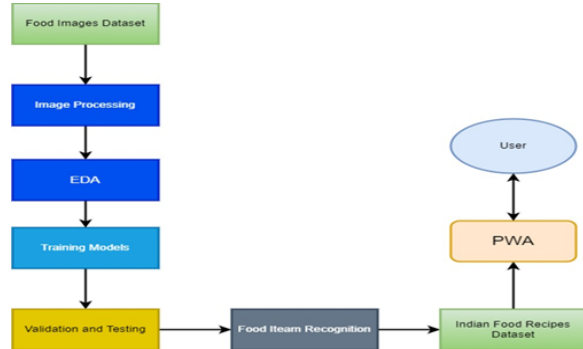 Food Images Dataset
Image Processing
EDA
Training Models
Validation and Testing
Food Iteam Recognition
Indian Food Recipes
Dataset
PWA
User